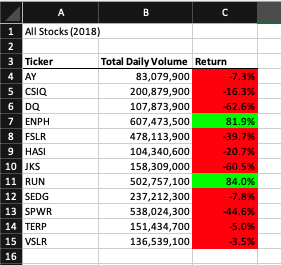 A B C
1 All Stocks (2018)
2
3 Ticker Total Daily Volume Return
4 AY 83,079,900 -7.3%
5 CSIQ 200,879,900 -16.3%
6 DQ 107,873,900 -62.6%
7 ENPH 607,473,500 81.9%
8 FSLR 478,113,900 -39.7%
9 HASI 104,340,600 -20.7%
10 JKS 158,309,000 -60.5%
11 RUN 502,757,100 84.0%
12 SEDG 237,212,300 -7.8%
13 SPWR 538,024,300 -44.6%
14 TERP 151,434,700 -5.0%
15 VSLR 136,539,100 -3.5%
16